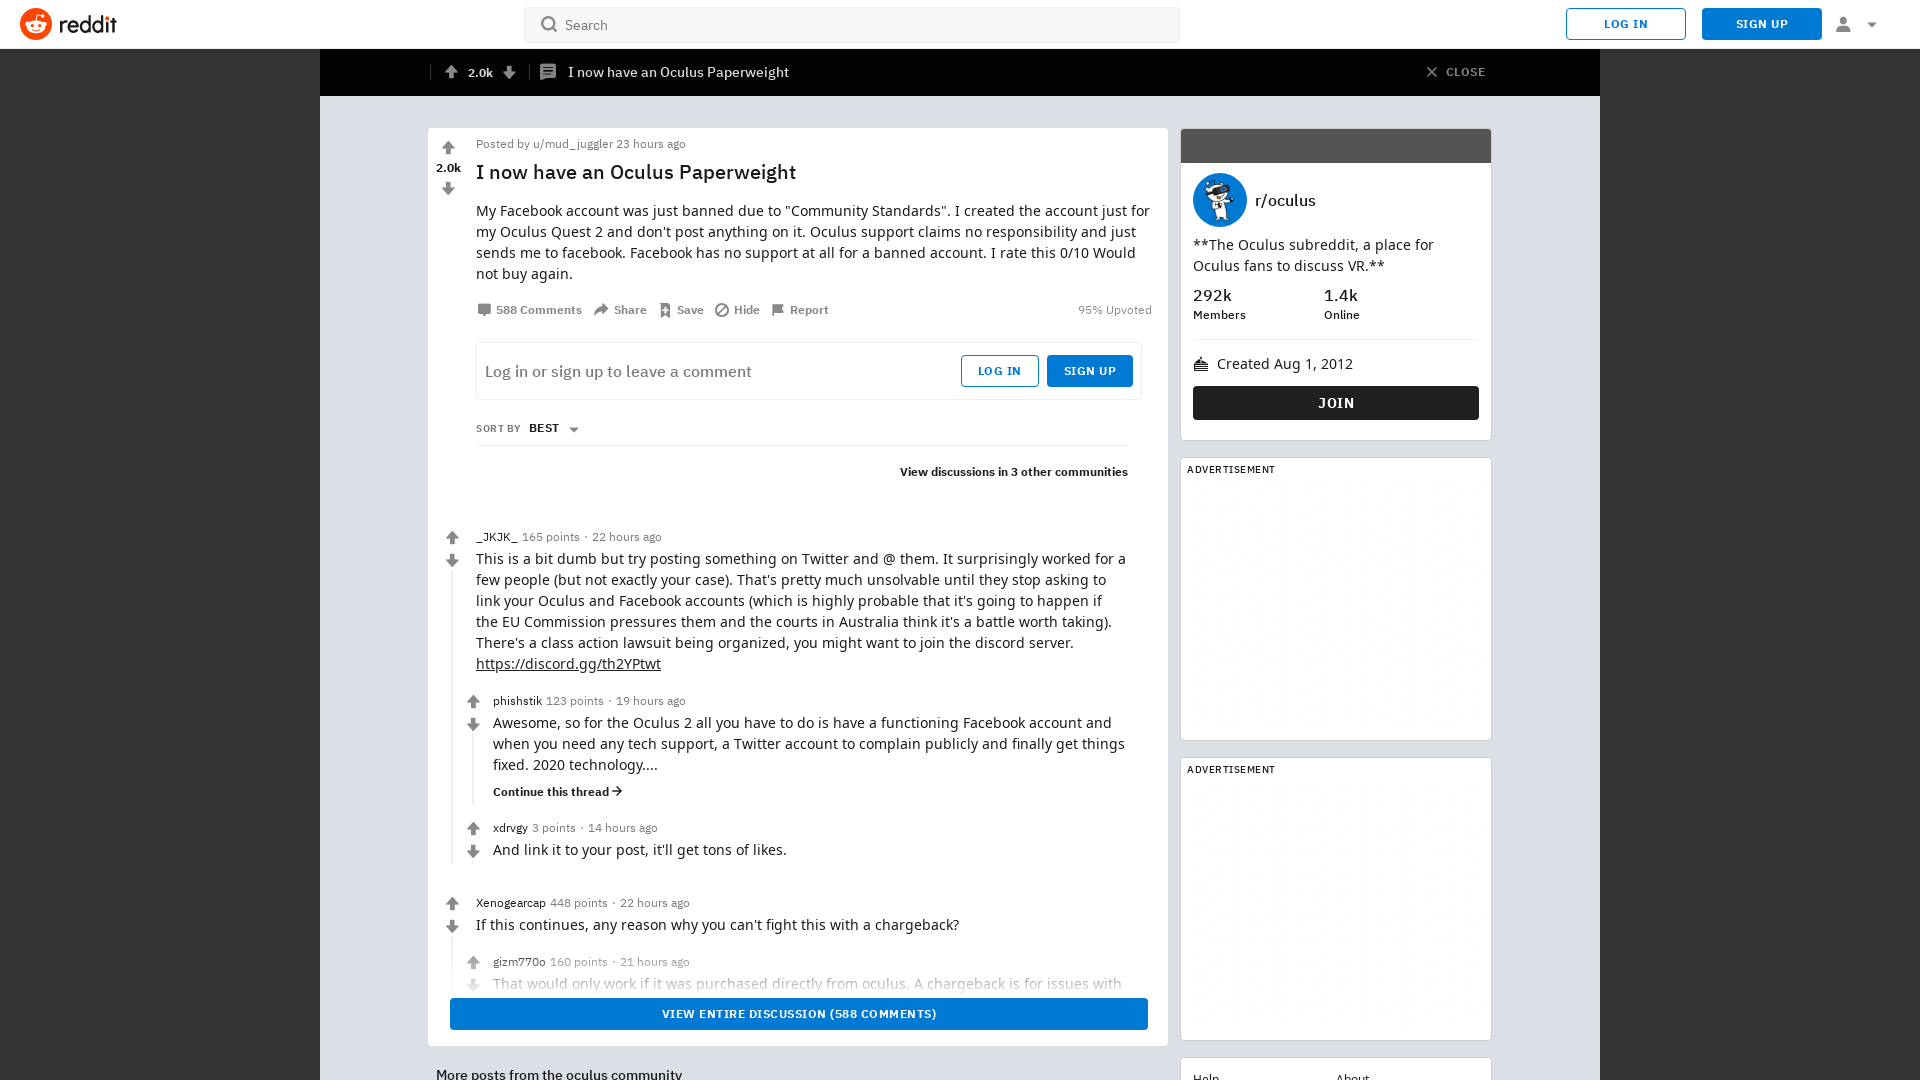 reddit
Search
LOG IN
SIGN UP
2.0k
I now have an Oculus Paperweight
CLOSE
2.0k
Posted by u/mud_juggler 23 hours ago
I now have an Oculus Paperweight
My Facebook account was just banned due to "Community Standards". I created the account just for
my Oculus Quest 2 and don't post anything on it. Oculus support claims no responsibility and just
sends me to facebook. Facebook has no support at all for a banned account. I rate this 0/10 Would
not buy again.
588 Comments
Share
Save
Hide
Report
95% Upvoted
Log in or sign up to leave a comment
LOG IN
SIGN UP
SORT BY BEST
View discussions in 3 other communities
_JKJK_ 165 points · 22 hours ago
This is a bit dumb but try posting something on Twitter and @ them. It surprisingly worked for a
few people (but not exactly your case). That's pretty much unsolvable until they stop asking to
link your Oculus and Facebook accounts (which is highly probable that it's going to happen if
the EU Commission pressures them and the courts in Australia think it's a battle worth taking).
There's a class action lawsuit being organized, you might want to join the discord server.
https://discord.gg/th2YPtwt
phishstik 123 points · 19 hours ago
Awesome, so for the Oculus 2 all you have to do is have a functioning Facebook account and
when you need any tech support, a Twitter account to complain publicly and finally get things
fixed. 2020 technology....
Continue this thread
xdrvgy 3 points · 14 hours ago
And link it to your post, it'll get tons of likes.
Xenogearcap 448 points · 22 hours ago
If this continues, any reason why you can't fight this with a chargeback?
gizm770o 160 points · 21 hours ago
That would only work if it was purchased directly from oculus. A chargeback is for issues with
VIEW ENTIRE DISCUSSION (588 COMMENTS)
More posts from the oculus community
r/oculus
**The Oculus subreddit, a place for
Oculus fans to discuss VR.**
292k
Members
1.4k
Online
Created Aug 1, 2012
JOIN
ADVERTISEMENT
ADVERTISEMENT
Help
About